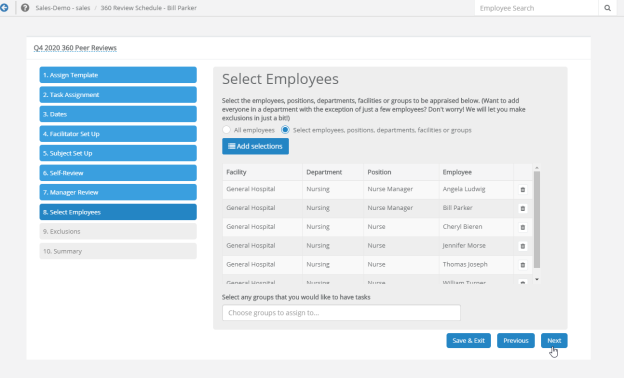 Sales-Demo - sales / 360 Review Schedule - Bill Parker
Employee Search
Q4 2020 360 Peer Reviews
1. Assign Template
2. Task Assignment
3. Dates
4. Facilitator Set Up
5. Subject Set Up
6. Self-Review
7. Manager Review
8. Select Employees
9. Exclusions
10. Summary
Select Employees
Select the employees, positions, departments, facilities or groups to be appraised below. (Want to add
everyone in a department with the exception of just a few employees? Don't worry! We will let you make
exclusions in just a bit!)
All employees Select employees, positions, departments, facilities or groups
Add selections
Facility Department Position Employee
General Hospital Nursing Nurse Manager Angela Ludwig
General Hospital Nursing Nurse Manager Bill Parker
General Hospital Nursing Nurse Cheryl Bieren
General Hospital Nursing Nurse Jennifer Morse
General Hospital Nursing Nurse Thomas Joseph
General Hospital Nursing Nurse William Turner
Select any groups that you would like to have tasks
Choose groups to assign to...
Save & Exit Previous Next